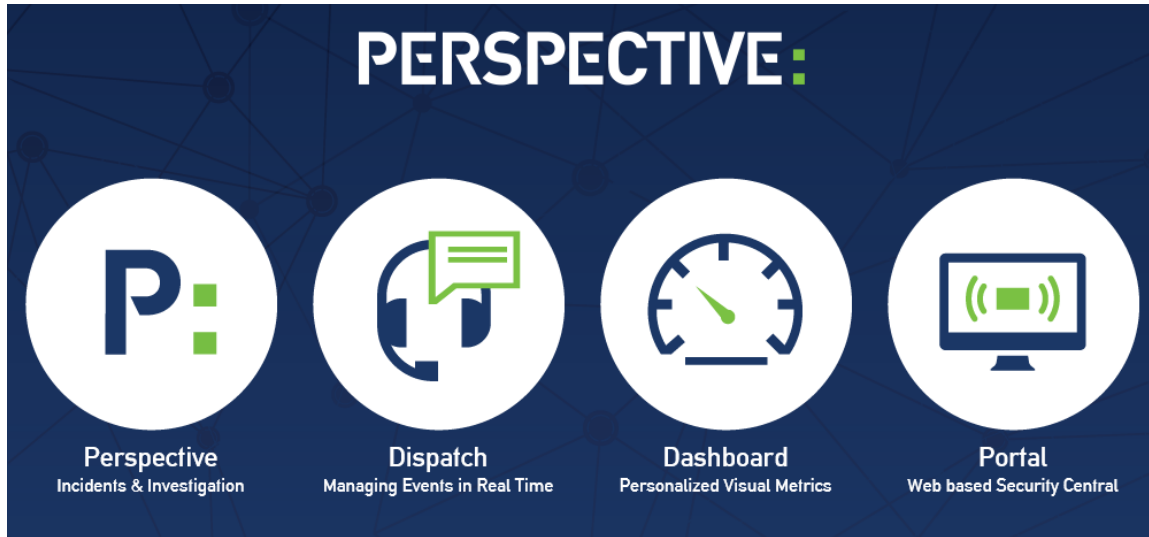 PERSPECTIVE:
P:
Perspective
Incidents & Investigation
Dispatch
Managing Events in Real Time
Dashboard
Personalized Visual Metrics
Portal
Web based Security Central